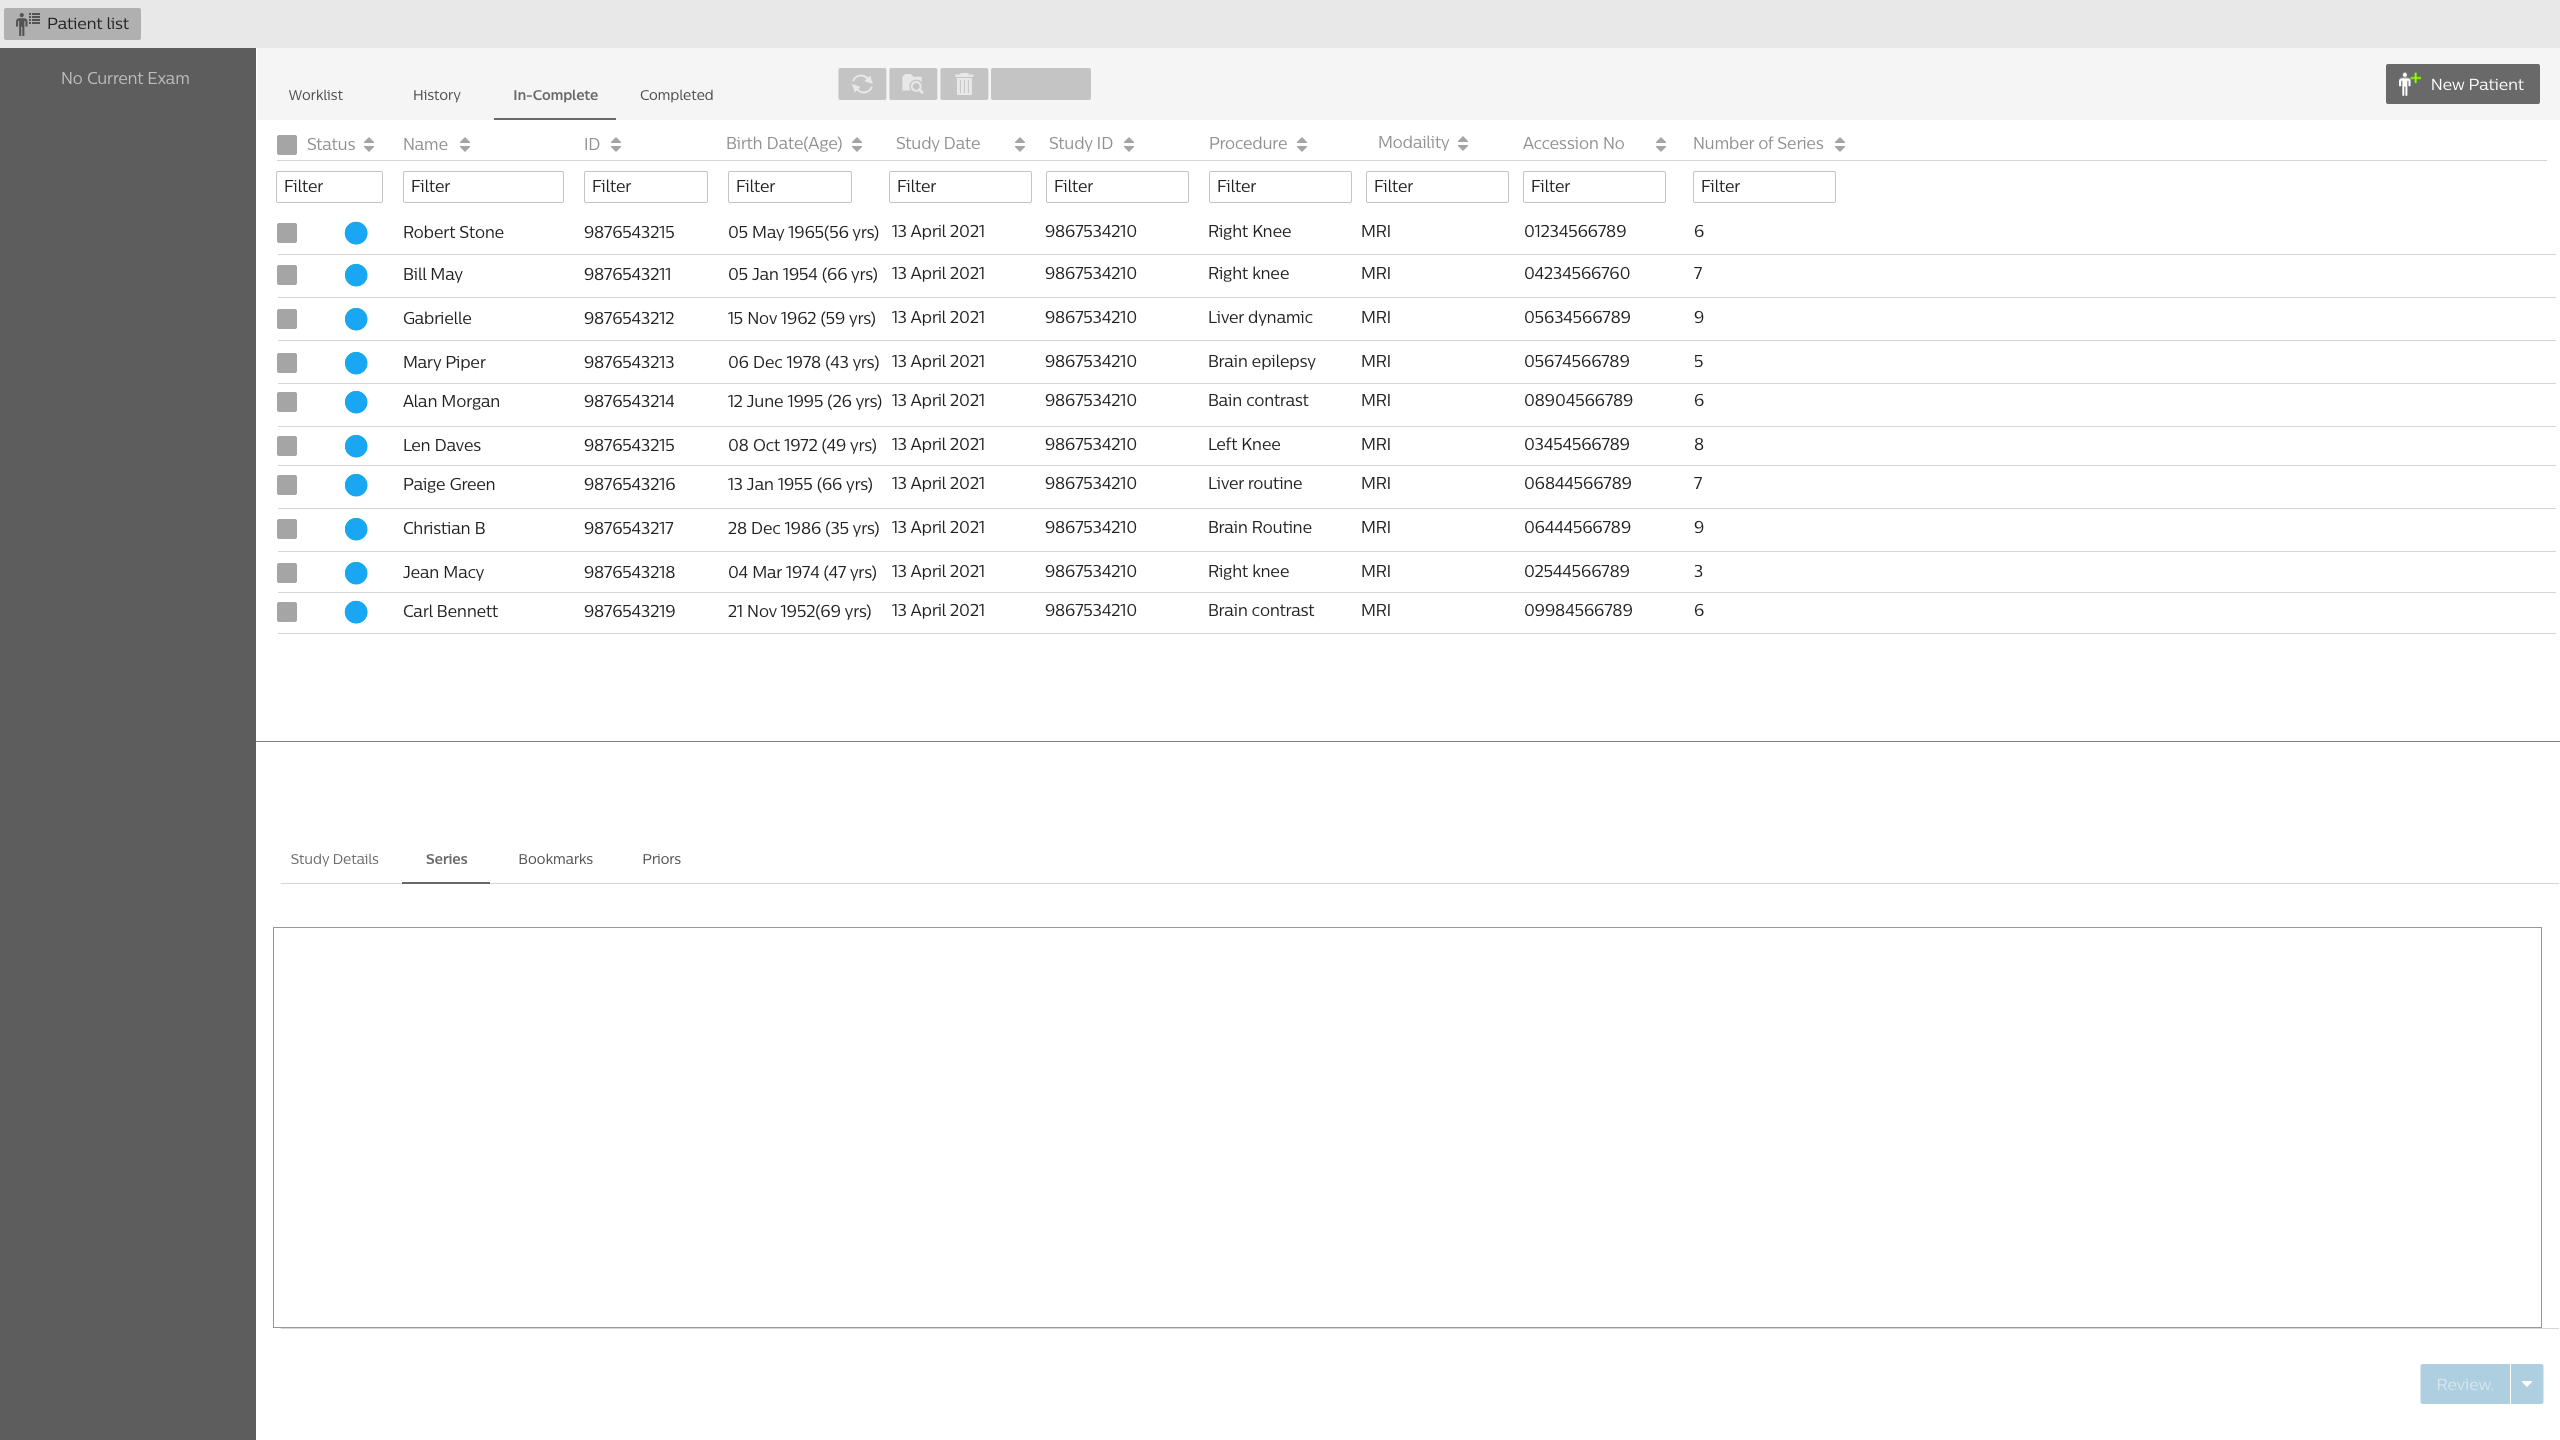 Patient list
No Current Exam
Worklist History In-Complete Completed New Patient
Status Name ID Birth Date(Age) Study Date Study ID Procedure Modaility Accession No Number of Series
Filter Filter Filter Filter Filter Filter Filter Filter Filter Filter
Robert Stone 9876543215 05 May 1965(56 yrs) 13 April 2021 9867534210 Right Knee MRI 01234566789 6
Bill May 9876543211 05 Jan 1954 (66 yrs) 13 April 2021 9867534210 Right knee MRI 04234566760 7
Gabrielle 9876543212 15 Nov 1962 (59 yrs) 13 April 2021 9867534210 Liver dynamic MRI 05634566789 9
Mary Piper 9876543213 06 Dec 1978 (43 yrs) 13 April 2021 9867534210 Brain epilepsy MRI 05674566789 5
Alan Morgan 9876543214 12 June 1995 (26 yrs) 13 April 2021 9867534210 Bain contrast MRI 08904566789 6
Len Daves 9876543215 08 Oct 1972 (49 yrs) 13 April 2021 9867534210 Left Knee MRI 03454566789 8
Paige Green 9876543216 13 Jan 1955 (66 yrs) 13 April 2021 9867534210 Liver routine MRI 06844566789 7
Christian B 9876543217 28 Dec 1986 (35 yrs) 13 April 2021 9867534210 Brain Routine MRI 06444566789 9
Jean Macy 9876543218 04 Mar 1974 (47 yrs) 13 April 2021 9867534210 Right knee MRI 02544566789 3
Carl Bennett 9876543219 21 Nov 1952(69 yrs) 13 April 2021 9867534210 Brain contrast MRI 09984566789 6
Study Details Series Bookmarks Priors
Review.